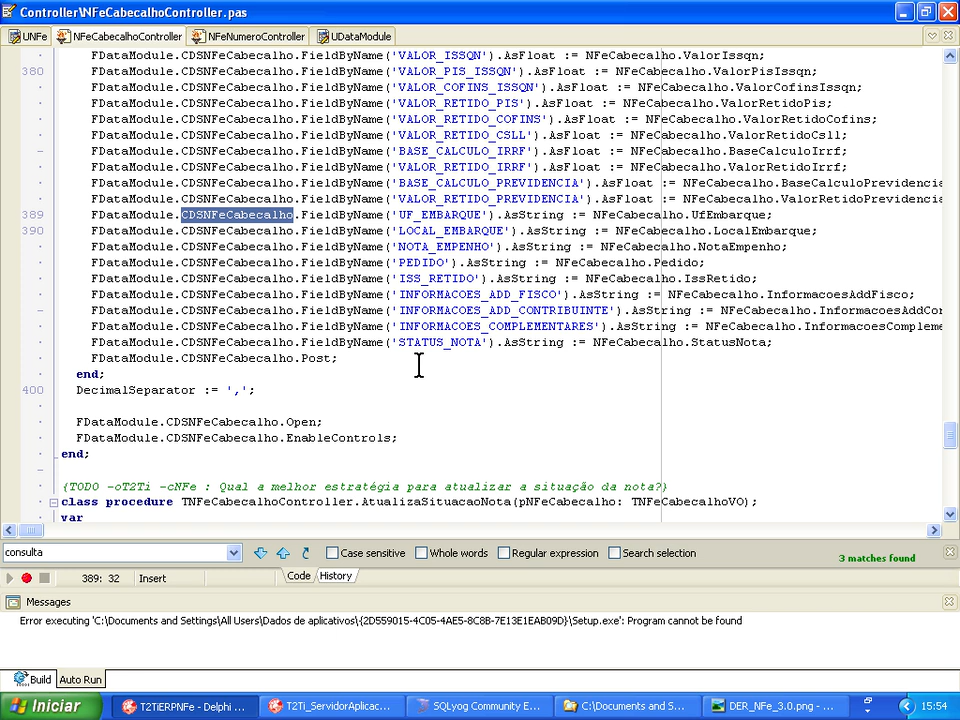 Controller\NFeCabecalhoController.pas
UNFe NFeCabecalhoController NFeNumeroController UDataModule
FDataModule.CDSNFeCabecalho.FieldByName('VALOR_ISSQN').AsFloat := NFeCabecalho.ValorIssqn;
380 FDataModule.CDSNFeCabecalho.FieldByName('VALOR_PIS_ISSQN').AsFloat := NFeCabecalho.ValorPisIssqn;
FDataModule.CDSNFeCabecalho.FieldByName('VALOR_COFINS_ISSQN').AsFloat := NFeCabecalho.ValorCofinsIssqn;
FDataModule.CDSNFeCabecalho.FieldByName('VALOR_RETIDO_PIS').AsFloat := NFeCabecalho.ValorRetidoPis;
FDataModule.CDSNFeCabecalho.FieldByName('VALOR_RETIDO_COFINS').AsFloat := NFeCabecalho.ValorRetidoCofins;
FDataModule.CDSNFeCabecalho.FieldByName('VALOR_RETIDO_CSLL').AsFloat := NFeCabecalho.ValorRetidoCsll;
FDataModule.CDSNFeCabecalho.FieldByName('BASE_CALCULO_IRRF').AsFloat := NFeCabecalho.BaseCalculoIrrf;
FDataModule.CDSNFeCabecalho.FieldByName('VALOR_RETIDO_IRRF').AsFloat := NFeCabecalho.ValorRetidoIrrf;
FDataModule.CDSNFeCabecalho.FieldByName('BASE_CALCULO_PREVIDENCIA').AsFloat := NFeCabecalho.BaseCalculoPrevidencia
FDataModule.CDSNFeCabecalho.FieldByName('VALOR_RETIDO_PREVIDENCIA').AsFloat := NFeCabecalho.ValorRetidoPrevidencia
389 FDataModule.CDSNFeCabecalho.FieldByName('UF_EMBARQUE').AsString := NFeCabecalho.UfEmbarque;
390 FDataModule.CDSNFeCabecalho.FieldByName('LOCAL_EMBARQUE').AsString := NFeCabecalho.LocalEmbarque;
FDataModule.CDSNFeCabecalho.FieldByName('NOTA_EMPENHO').AsString := NFeCabecalho.NotaEmpenho;
FDataModule.CDSNFeCabecalho.FieldByName('PEDIDO').AsString := NFeCabecalho.Pedido;
FDataModule.CDSNFeCabecalho.FieldByName('ISS_RETIDO').AsString := NFeCabecalho.IssRetido;
FDataModule.CDSNFeCabecalho.FieldByName('INFORMACOES_ADD_FISCO').AsString := NFeCabecalho.InformacoesAddFisco;
FDataModule.CDSNFeCabecalho.FieldByName('INFORMACOES_ADD_CONTRIBUINTE').AsString := NFeCabecalho.InformacoesAddCon
FDataModule.CDSNFeCabecalho.FieldByName('INFORMACOES_COMPLEMENTARES').AsString := NFeCabecalho.InformacoesCompleme
FDataModule.CDSNFeCabecalho.FieldByName('STATUS_NOTA').AsString := NFeCabecalho.StatusNota;
FDataModule.CDSNFeCabecalho.Post;
end;
400 DecimalSeparator := ',';
FDataModule.CDSNFeCabecalho.Open;
FDataModule.CDSNFeCabecalho.EnableControls;
end;
{TODO -oT2Ti -cNFe : Qual a melhor estratégia para atualizar a situação da nota?}
class procedure TNFeCabecalhoController.AtualizaSituacaoNota(pNFeCabecalho: TNFeCabecalhoVO);
var
consulta Case sensitive Whole words Regular expression Search selection 3 matches found
389: 32 Insert Code History
Messages
Error executing 'C:\Documents and Settings\All Users\Dados de aplicativos\{2D559015-4C05-4AE5-8C8B-7E13E1EAB09D}\Setup.exe': Program cannot be found
Build Auto Run
Iniciar T2TiERPNFe - Delphi ... T2Ti_ServidorAplicac... SQLyog Community E... C:\Documents and S... DER_NFe_3.0.png - ... 15:54